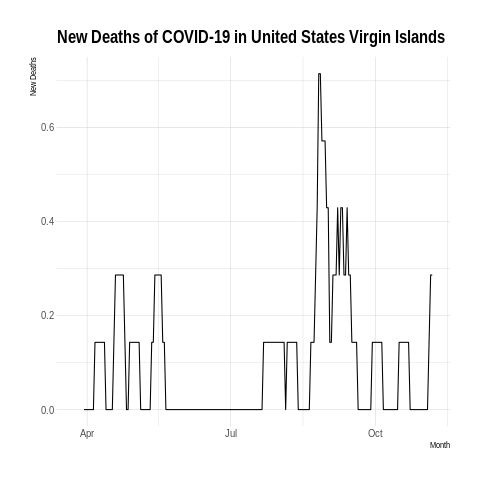 New Deaths of COVID-19 in United States Virgin Islands
New Deaths
0.6
0.4
0.2
0.0
Apr
Jul
Oct
Month